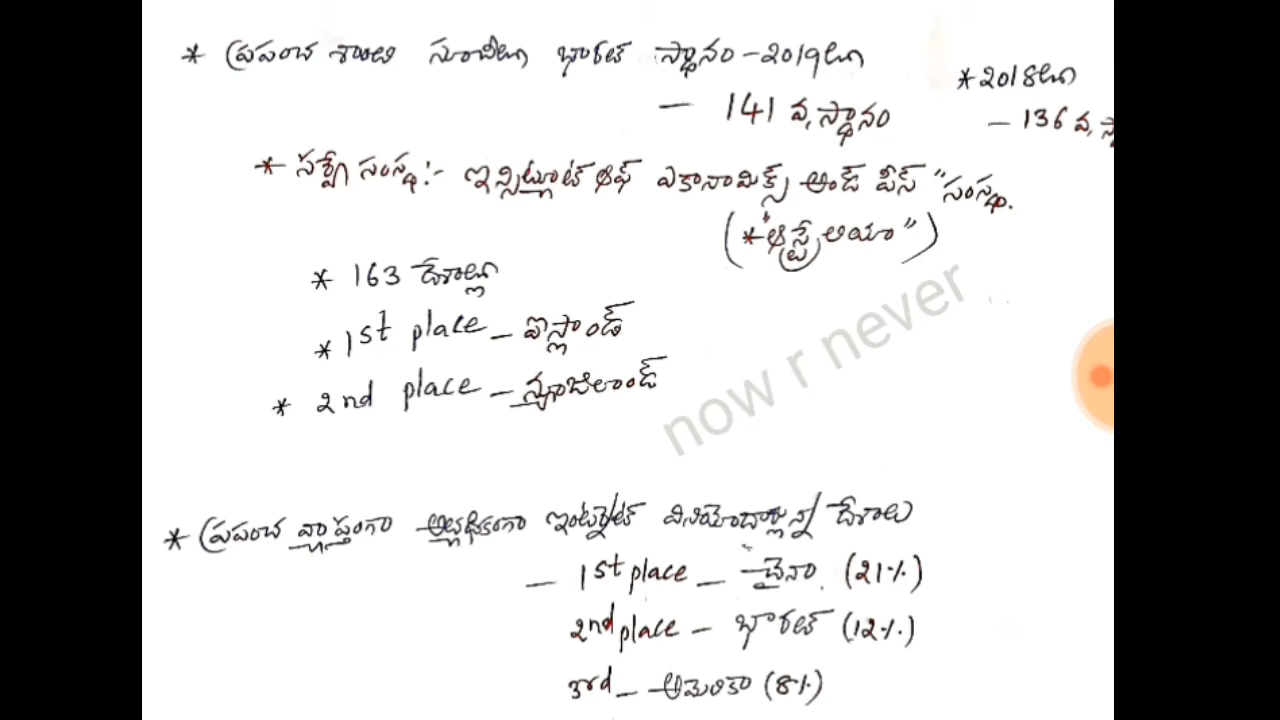 * ప్రపంచ శాంతి సూచీలో భారత్ స్థానం - 2019లో
- 141 వ, స్థానం
* 2018లో
- 136 వ,
* సర్వే సంస్థ :- ఇన్సిట్యూట్ ఆఫ్ ఎకానామిక్స్ అండ్ పీస్ "సంస్థ.
(* "ఆస్ట్రేలియా")
* 163 దేశాల్లో
* 1st place - ఐస్లాండ్
* 2nd place - న్యూజిలాండ్
now r never
* ప్రపంచ వ్యాప్తంగా అత్యధికంగా ఇంటర్నెట్ వినియోదార్లున్న దేశాలు
- 1st place - చైనా. (21%)
2nd place - భారత్ (12%)
3rd - అమెరికా (8%)